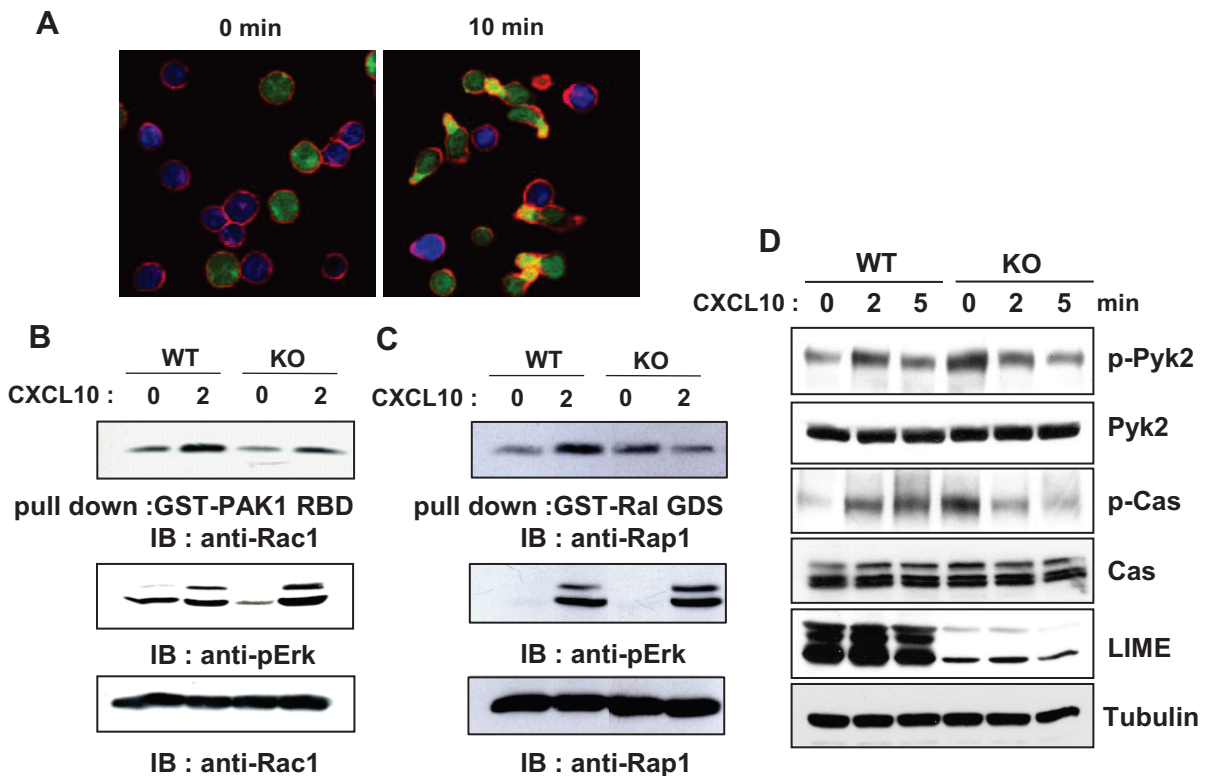 A
0 min 10 min
B
WT KO
CXCL10 : 0 2 0 2
pull down :GST-PAK1 RBD
IB : anti-Rac1
IB : anti-pErk
IB : anti-Rac1
C
WT KO
CXCL10 : 0 2 0 2
pull down :GST-Ral GDS
IB : anti-Rap1
IB : anti-pErk
IB : anti-Rap1
D
WT KO
CXCL10 : 0 2 5 0 2 5 min
p-Pyk2
Pyk2
p-Cas
Cas
LIME
Tubulin